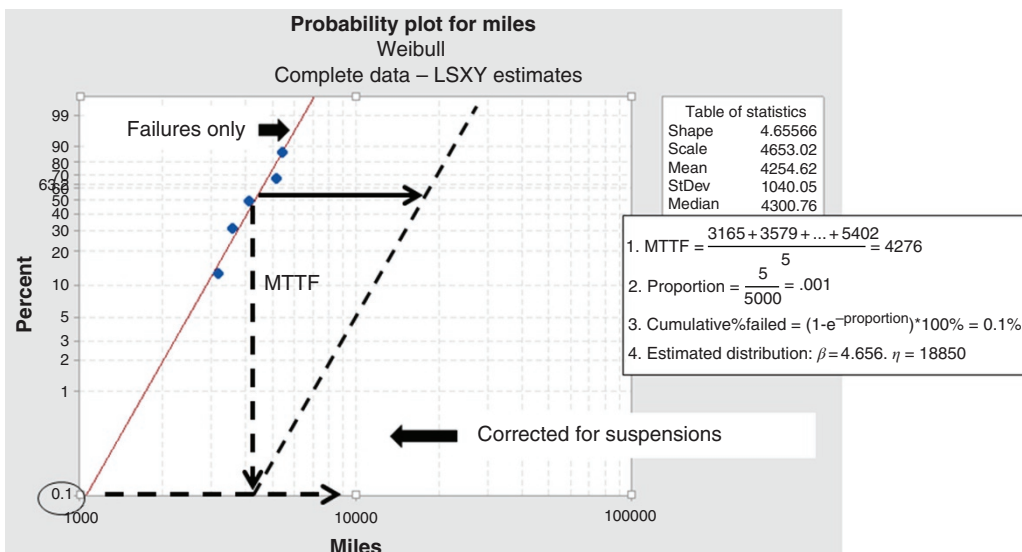 Probability plot for miles
Weibull
Complete data – LSXY estimates
Percent
99
90
80
70
63.2
60
50
40
30
20
10
5
3
2
1
0.1
Failures only
MTTF
Corrected for suspensions
1000
10000
100000
Miles
Table of statistics
Shape 4.65566
Scale 4653.02
Mean 4254.62
StDev 1040.05
Median 4300.76
1. MTTF = (3165+3579+...+5402)/5 = 4276
2. Proportion = 5/5000 = .001
3. Cumulative%failed = (1-e^–proportion)*100% = 0.1%
4. Estimated distribution: β=4.656. η = 18850